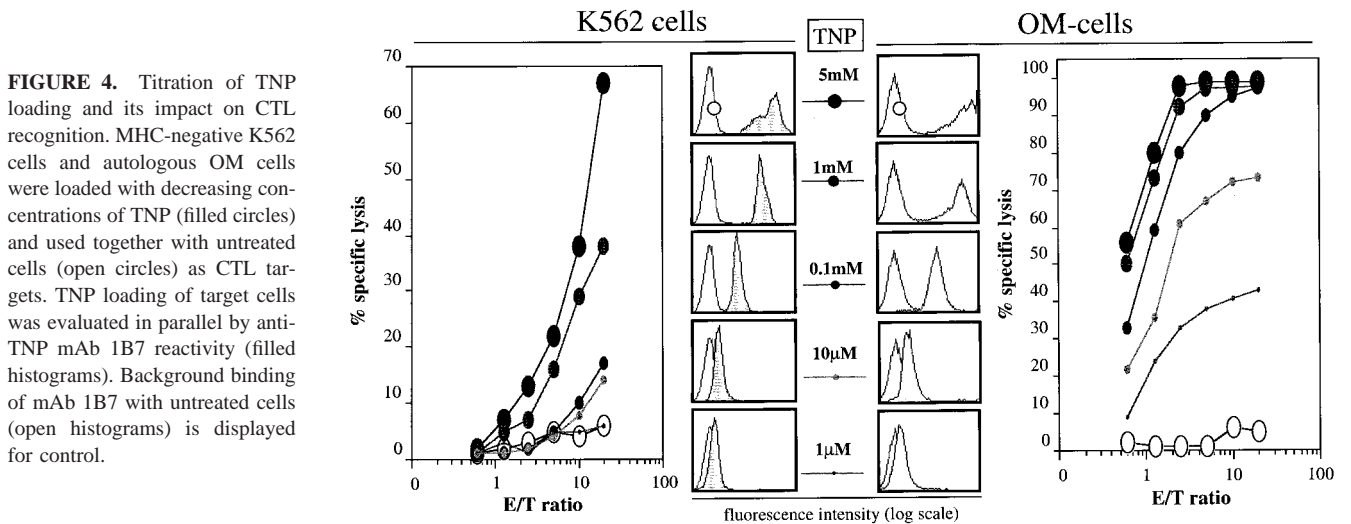 FIGURE 4. Titration of TNP
loading and its impact on CTL
recognition. MHC-negative K562
cells and autologous OM cells
were loaded with decreasing con-
centrations of TNP (filled circles)
and used together with untreated
cells (open circles) as CTL tar-
gets. TNP loading of target cells
was evaluated in parallel by anti-
TNP mAb 1B7 reactivity (filled
histograms). Background binding
of mAb 1B7 with untreated cells
(open histograms) is displayed
for control.
K562 cells
% specific lysis
70
60
50
40
30
20
10
0
0
1
10
100
E/T ratio
TNP
5mM
1mM
0.1mM
10µM
1µM
fluorescence intensity (log scale)
OM-cells
% specific lysis
100
90
80
70
60
50
40
30
20
10
0
0
1
10
100
E/T ratio